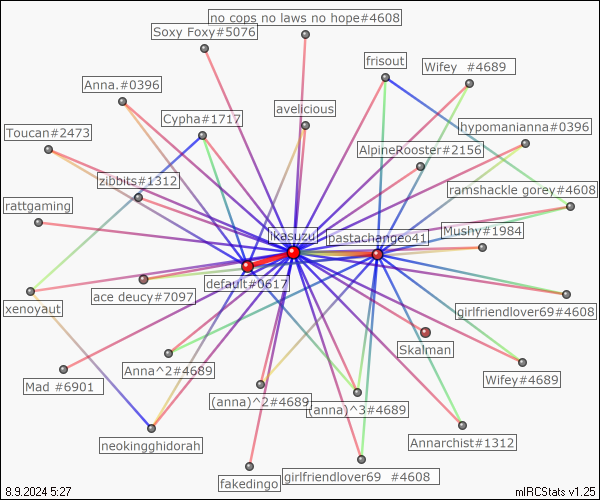 no cops no laws no hope#4608
Soxy Foxy#5076
frisout
Wifey  #4689
Anna.#0396
avelicious
Cypha#1717
hypomanianna#0396
Toucan#2473
AlpineRooster#2156
zibbits#1312
ramshackle gorey#4608
rattgaming
Mushy#1984
ikasuzu
pastachangeo41
default#0617
ace deucy#7097
xenoyaut
girlfriendlover69#4608
Skalman
Anna^2#4689
Wifey#4689
Mad #6901
(anna)^2#4689
(anna)^3#4689
Annarchist#1312
neokingghidorah
girlfriendlover69  #4608
fakedingo
8.9.2024 5:27
mIRCStats v1.25